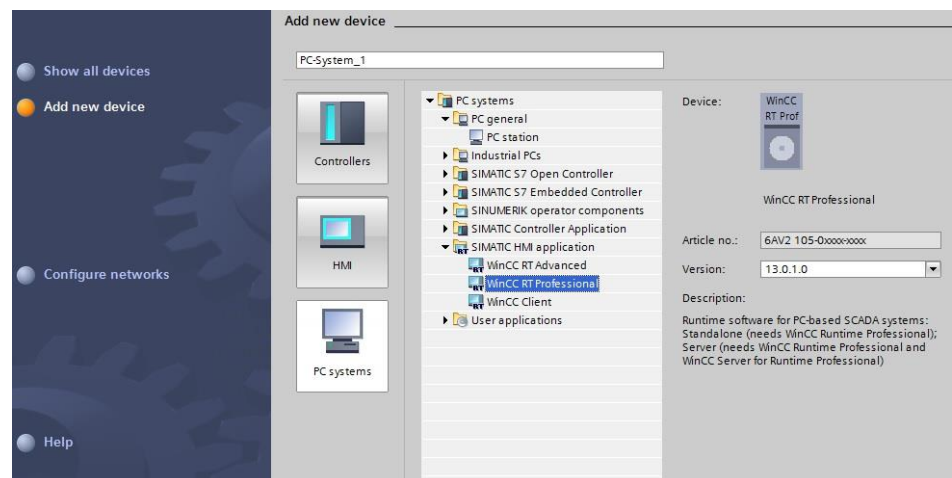 Add new device
PC-System_1
Show all devices
Add new device
Configure networks
Help
Controllers
HMI
PC systems
PC systems
PC general
PC station
Industrial PCs
SIMATIC S7 Open Controller
SIMATIC S7 Embedded Controller
SINUMERIK operator components
SIMATIC Controller Application
SIMATIC HMI application
WinCC RT Advanced
WinCC RT Professional
WinCC Client
User applications
Device:
WinCC
RT Prof
WinCC RT Professional
Article no.:
6AV2 105-0xxxx-xxxx
Version:
13.0.1.0
Description:
Runtime software for PC-based SCADA systems:
Standalone (needs WinCC Runtime Professional);
Server (needs WinCC Runtime Professional and
WinCC Server for Runtime Professional)